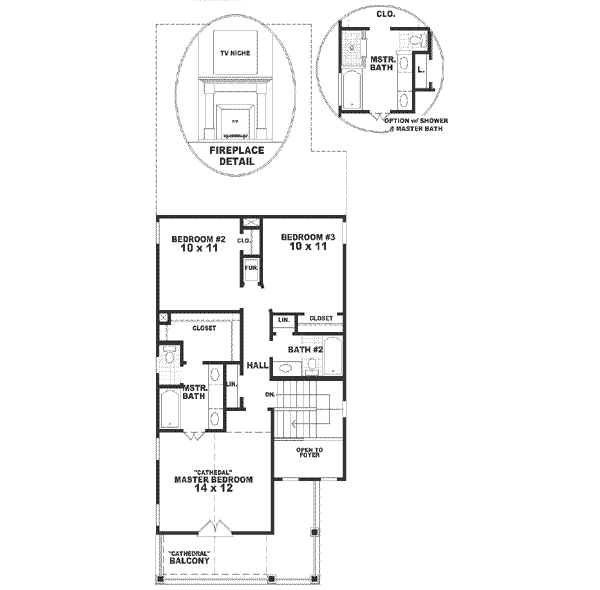 CLO.
TV NICHE
MSTR.
BATH
L.
OPTION w/ SHOWER
@ MASTER BATH
FIREPLACE
DETAIL
BEDROOM #2
10 x 11
CLO.
BEDROOM #3
10 x 11
FUR.
CLOSET
LIN.
CLOSET
BATH #2
HALL
MSTR.
BATH
LIN.
DN.
OPEN TO
FOYER
"CATHEDAL"
MASTER BEDROOM
14 x 12
"CATHEDRAL"
BALCONY